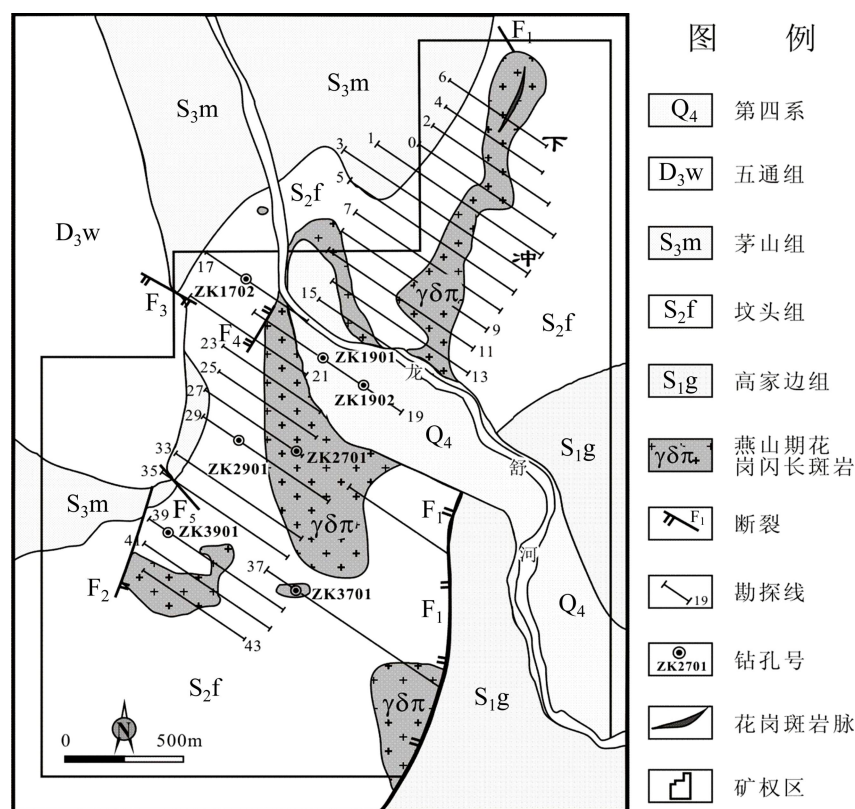 F₁
S₃m
S₃m
6
4
2
0
1
3
5
下
S₂f
7
D₃w
冲
17
ZK1702
15
γδπ
S₂f
F₃
9
F₄
11
23
ZK1901
13
25
21
龙
ZK1902
27
19
29
Q₄
S₁g
ZK2901
ZK2701
33
舒
35
S₃m
F₅
F₁
γδπ
39
ZK3901
41
河
37
F₂
ZK3701
F₁
Q₄
43
S₂f
S₁g
γδπ
N
0 500m
图 例
Q₄ 第四系
D₃w 五通组
S₃m 茅山组
S₂f 坟头组
S₁g 高家边组
γδπ 燕山期花
岗闪长斑岩
F₁ 断裂
19 勘探线
ZK2701 钻孔号
花岗斑岩脉
矿权区